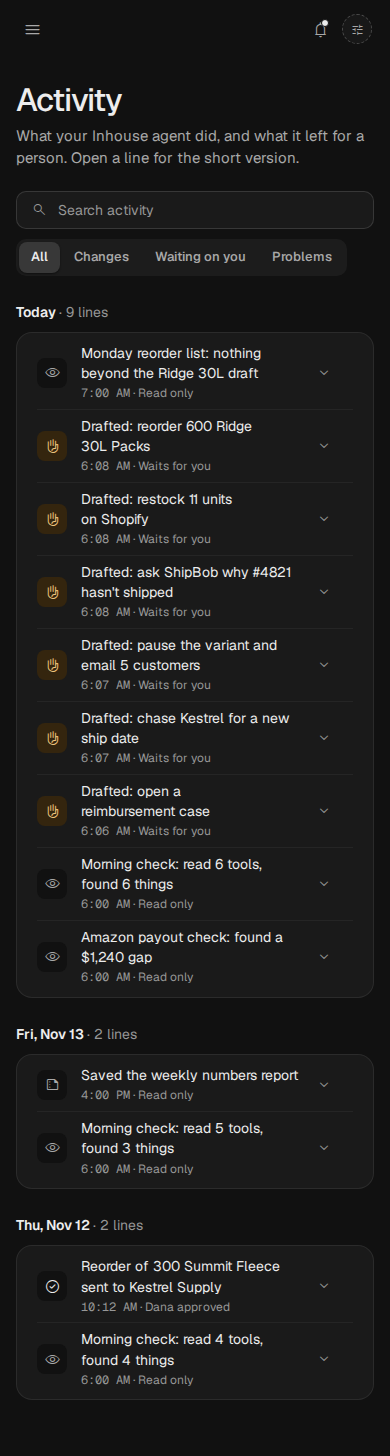 Activity
What your Inhouse agent did, and what it left for a
person. Open a line for the short version.
Search activity
All Changes Waiting on you Problems
Today · 9 lines
Monday reorder list: nothing
beyond the Ridge 30L draft
7:00 AM · Read only
Drafted: reorder 600 Ridge
30L Packs
6:08 AM · Waits for you
Drafted: restock 11 units
on Shopify
6:08 AM · Waits for you
Drafted: ask ShipBob why #4821
hasn't shipped
6:08 AM · Waits for you
Drafted: pause the variant and
email 5 customers
6:07 AM · Waits for you
Drafted: chase Kestrel for a new
ship date
6:07 AM · Waits for you
Drafted: open a
reimbursement case
6:06 AM · Waits for you
Morning check: read 6 tools,
found 6 things
6:00 AM · Read only
Amazon payout check: found a
$1,240 gap
6:00 AM · Read only
Fri, Nov 13 · 2 lines
Saved the weekly numbers report
4:00 PM · Read only
Morning check: read 5 tools,
found 3 things
6:00 AM · Read only
Thu, Nov 12 · 2 lines
Reorder of 300 Summit Fleece
sent to Kestrel Supply
10:12 AM · Dana approved
Morning check: read 4 tools,
found 4 things
6:00 AM · Read only